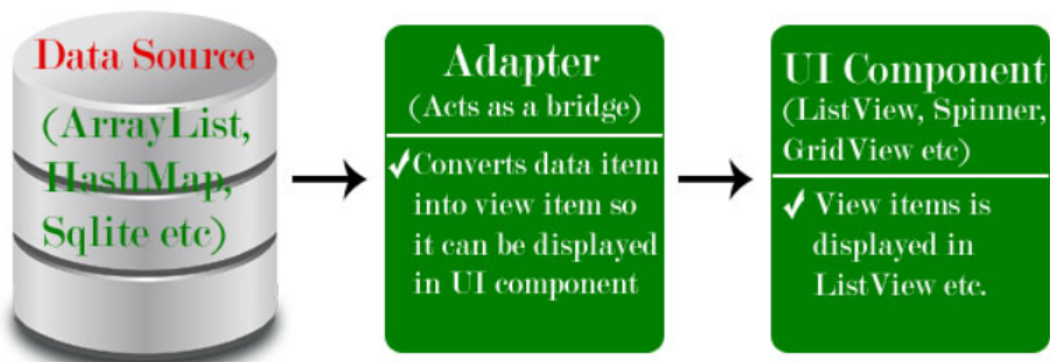 Data Source
(ArrayList,
HashMap,
Sqlite etc)
Adapter
(Acts as a bridge)
✓Converts data item
into view item so
it can be displayed
in UI component
UI Component
(ListView, Spinner,
GridView etc)
✓ View items is
displayed in
ListView etc.